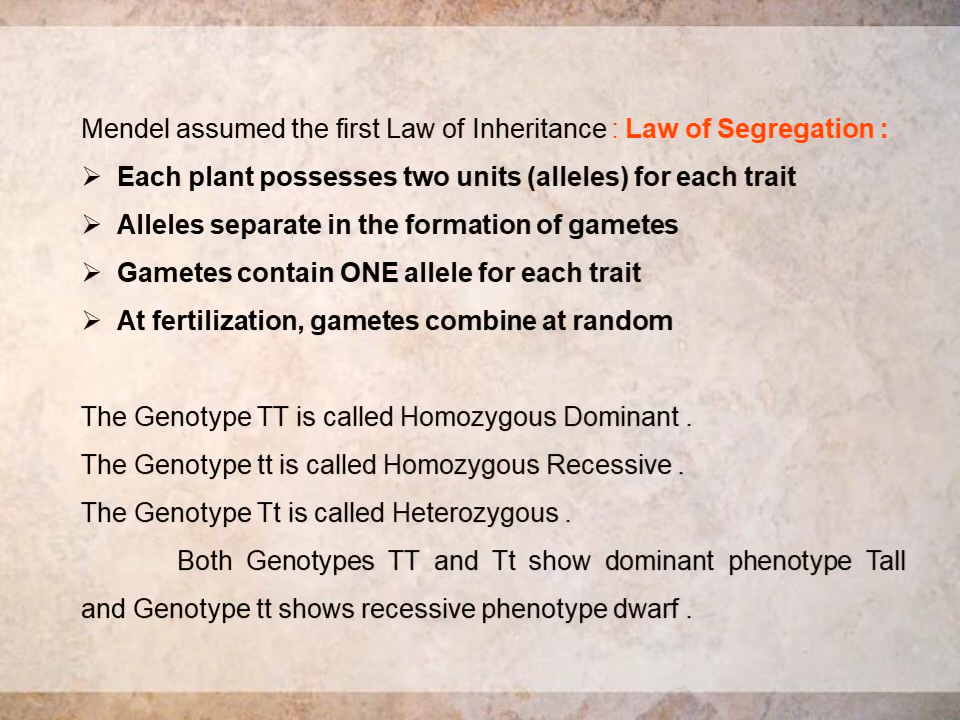 Mendel assumed the first Law of Inheritance : Law of Segregation :
➢ Each plant possesses two units (alleles) for each trait
➢ Alleles separate in the formation of gametes
➢ Gametes contain ONE allele for each trait
➢ At fertilization, gametes combine at random
The Genotype TT is called Homozygous Dominant .
The Genotype tt is called Homozygous Recessive .
The Genotype Tt is called Heterozygous .
Both Genotypes TT and Tt show dominant phenotype Tall
and Genotype tt shows recessive phenotype dwarf .